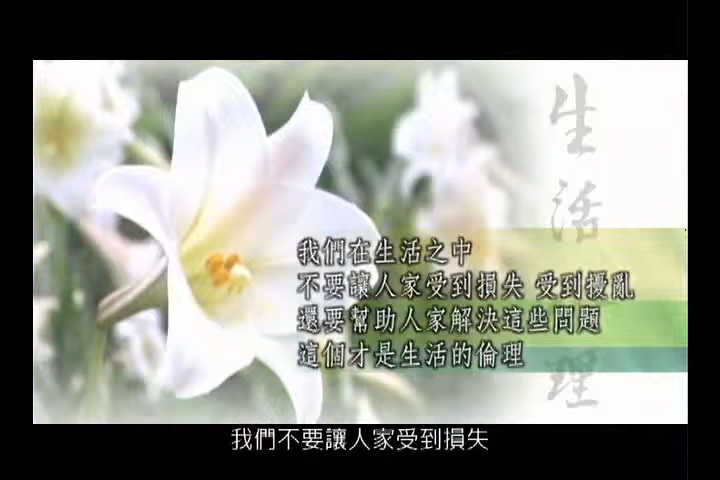 生活
理
我們在生活之中
不要讓人家受到損失 受到擾亂
還要幫助人家解決這些問題
這個才是生活的倫理
我們不要讓人家受到損失